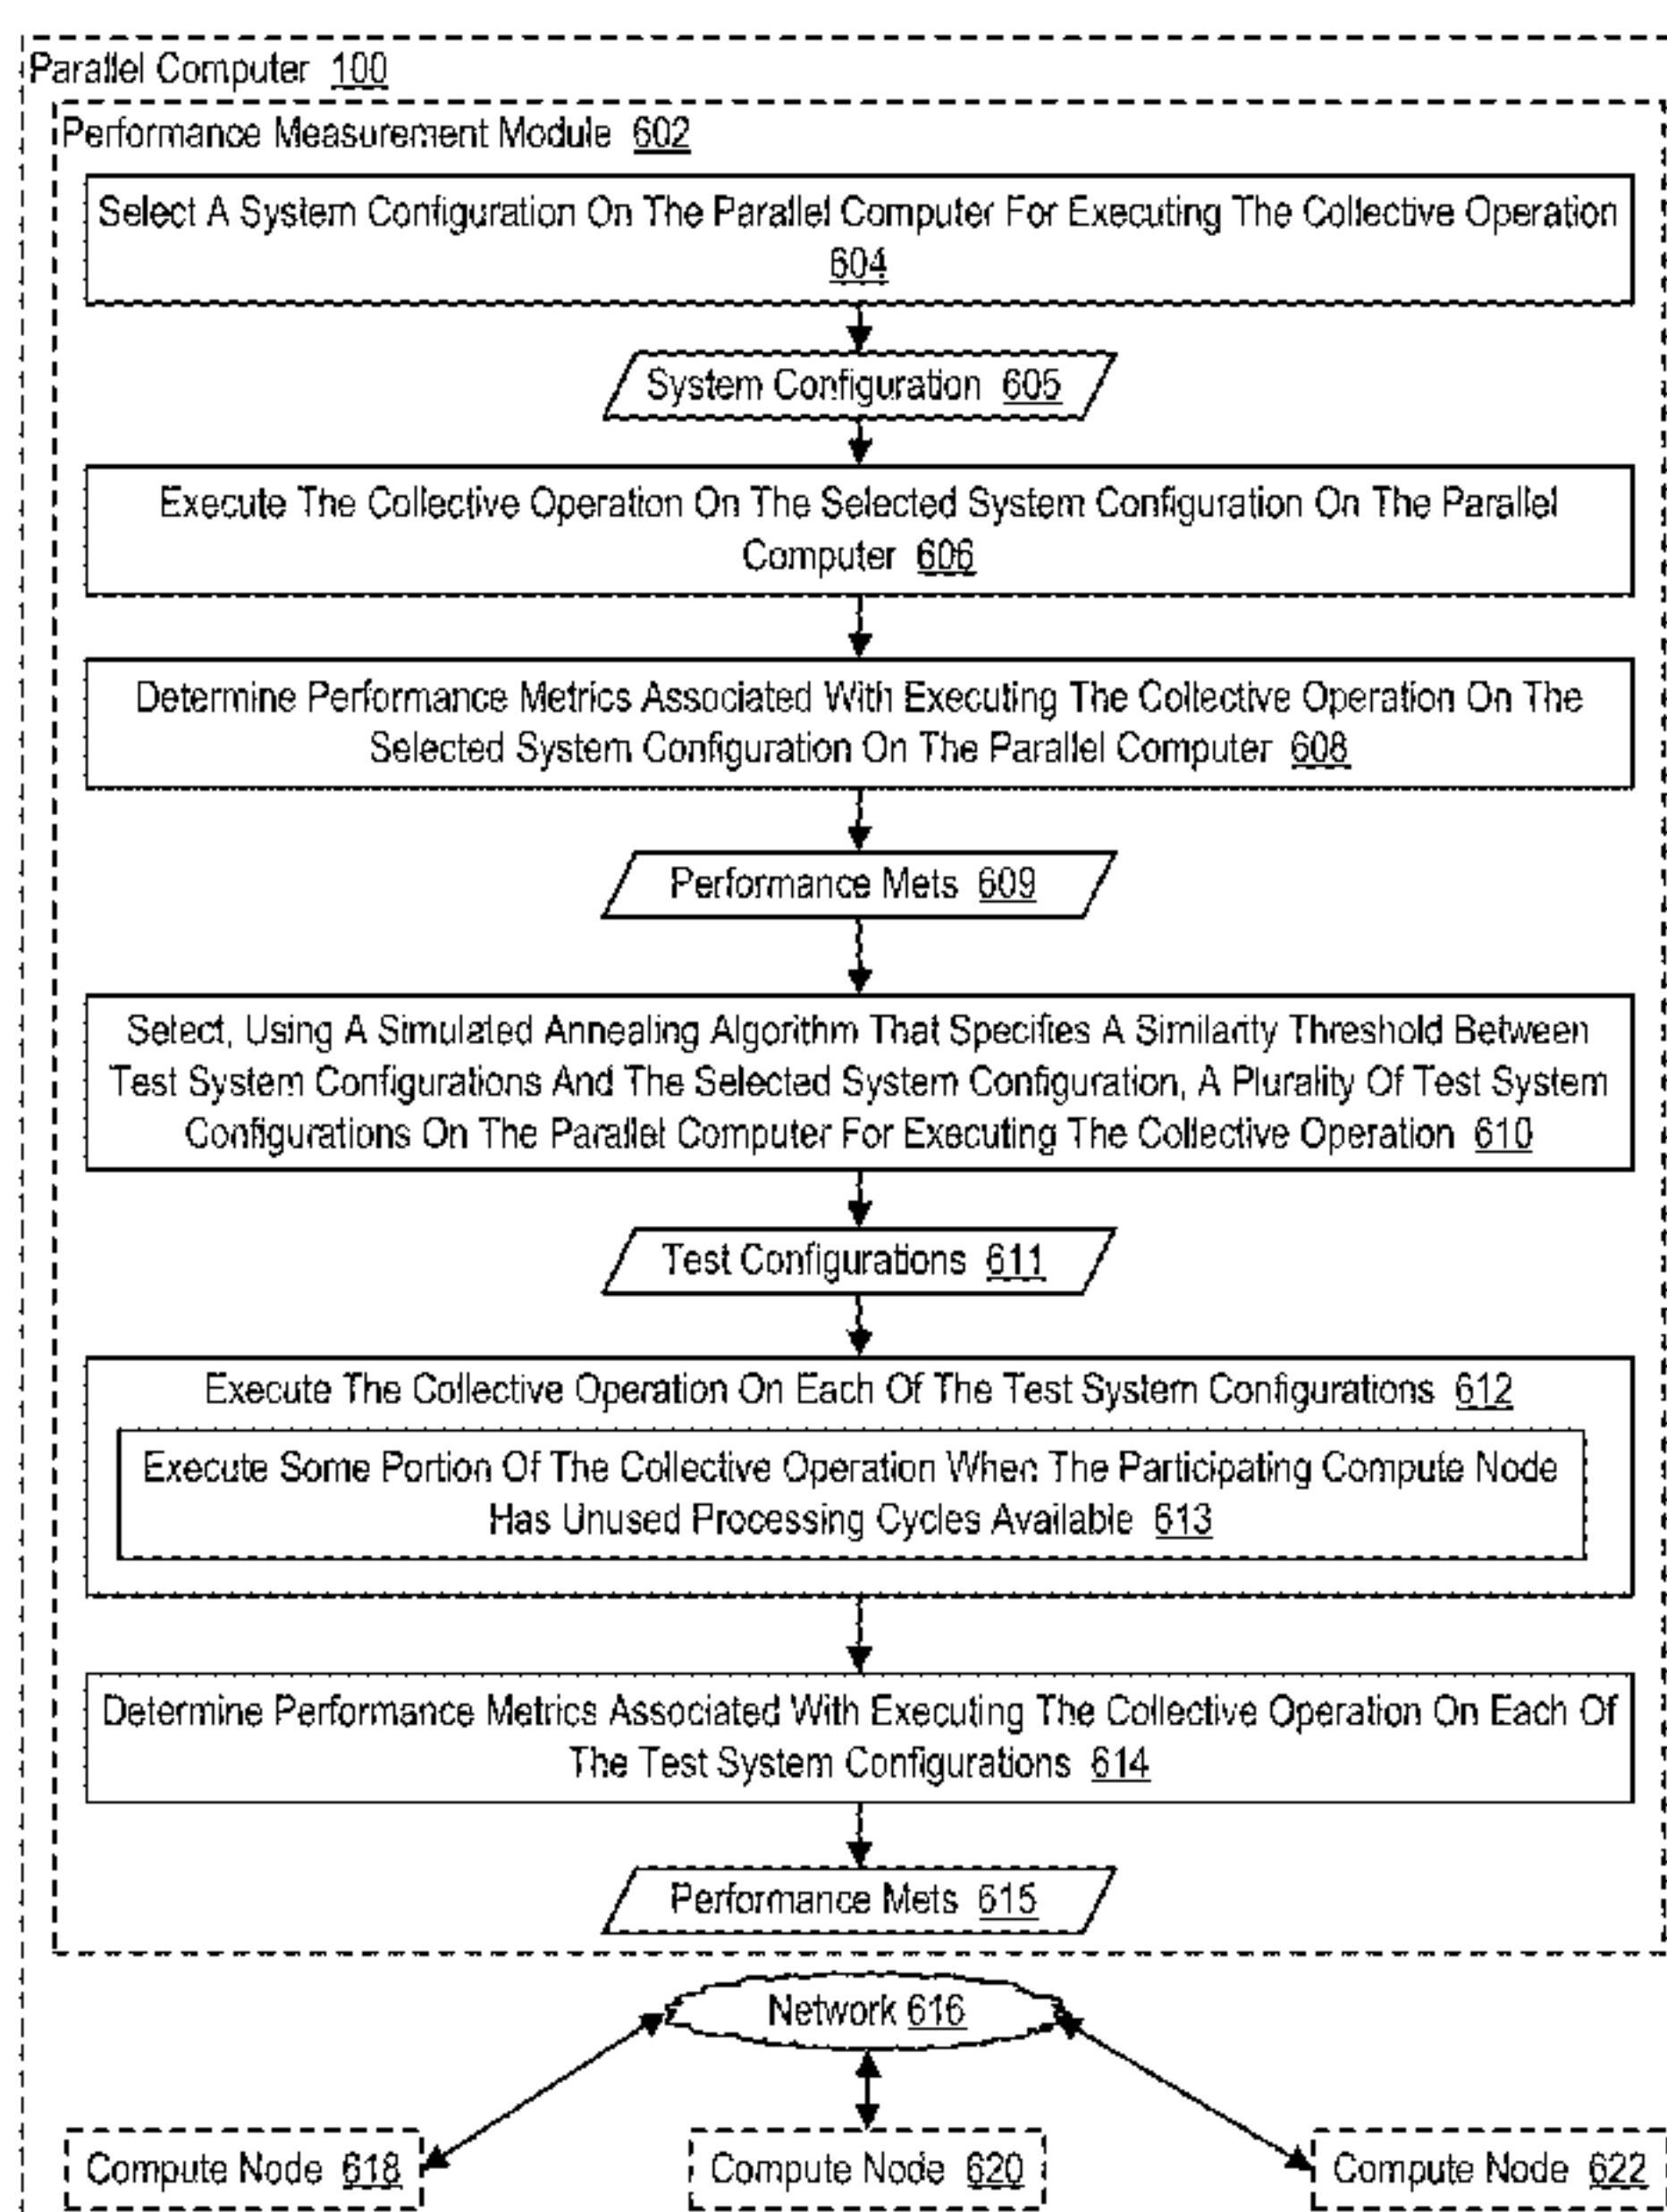 Parallel Computer 100
Performance Measurement Module 602
Select A System Configuration On The Parallel Computer For Executing The Collective Operation
604
System Configuration 605
Execute The Collective Operation On The Selected System Configuration On The Parallel
Computer 606
Determine Performance Metrics Associated With Executing The Collective Operation On The
Selected System Configuration On The Parallel Computer 608
Performance Mets 609
Select, Using A Simulated Annealing Algorithm That Specifies A Similarity Threshold Between
Test System Configurations And The Selected System Configuration, A Plurality Of Test System
Configurations On The Parallel Computer For Executing The Collective Operation 610
Test Configurations 611
Execute The Collective Operation On Each Of The Test System Configurations 612
Execute Some Portion Of The Collective Operation When The Participating Compute Node
Has Unused Processing Cycles Available 613
Determine Performance Metrics Associated With Executing The Collective Operation On Each Of
The Test System Configurations 614
Performance Mets 615
Network 616
Compute Node 618
Compute Node 620
Compute Node 622